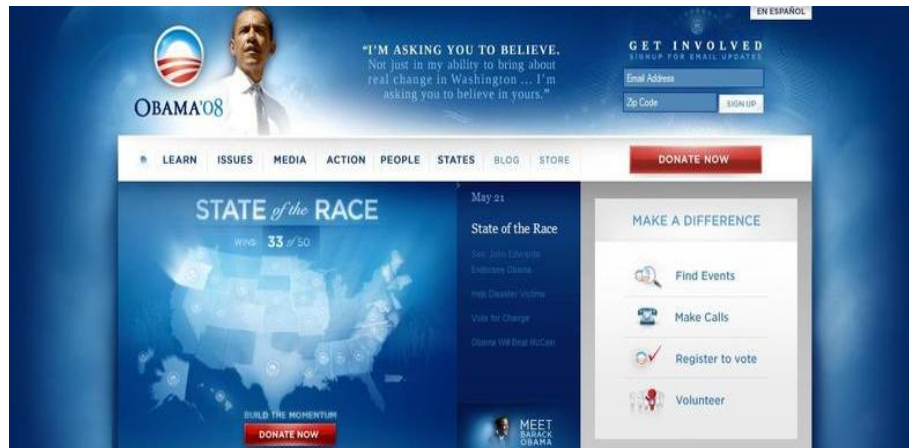 EN ESPAÑOL
OBAMA'08
"I'M ASKING YOU TO BELIEVE.
Not just in my ability to bring about
real change in Washington ... I'm
asking you to believe in yours."
GET INVOLVED
SIGNUP FOR EMAIL UPDATES
Email Address
Zip Code
SIGN UP
LEARN ISSUES MEDIA ACTION PEOPLE STATES BLOG STORE
DONATE NOW
STATE of the RACE
WINS: 33 of 50
BUILD THE MOMENTUM
DONATE NOW
May 21
State of the Race
Sen. John Edwards
Endorses Obama
Help Disaster Victims
Vote for Change
Obama Will Beat McCain
MEET
BARACK
OBAMA
MAKE A DIFFERENCE
Find Events
Make Calls
Register to vote
Volunteer